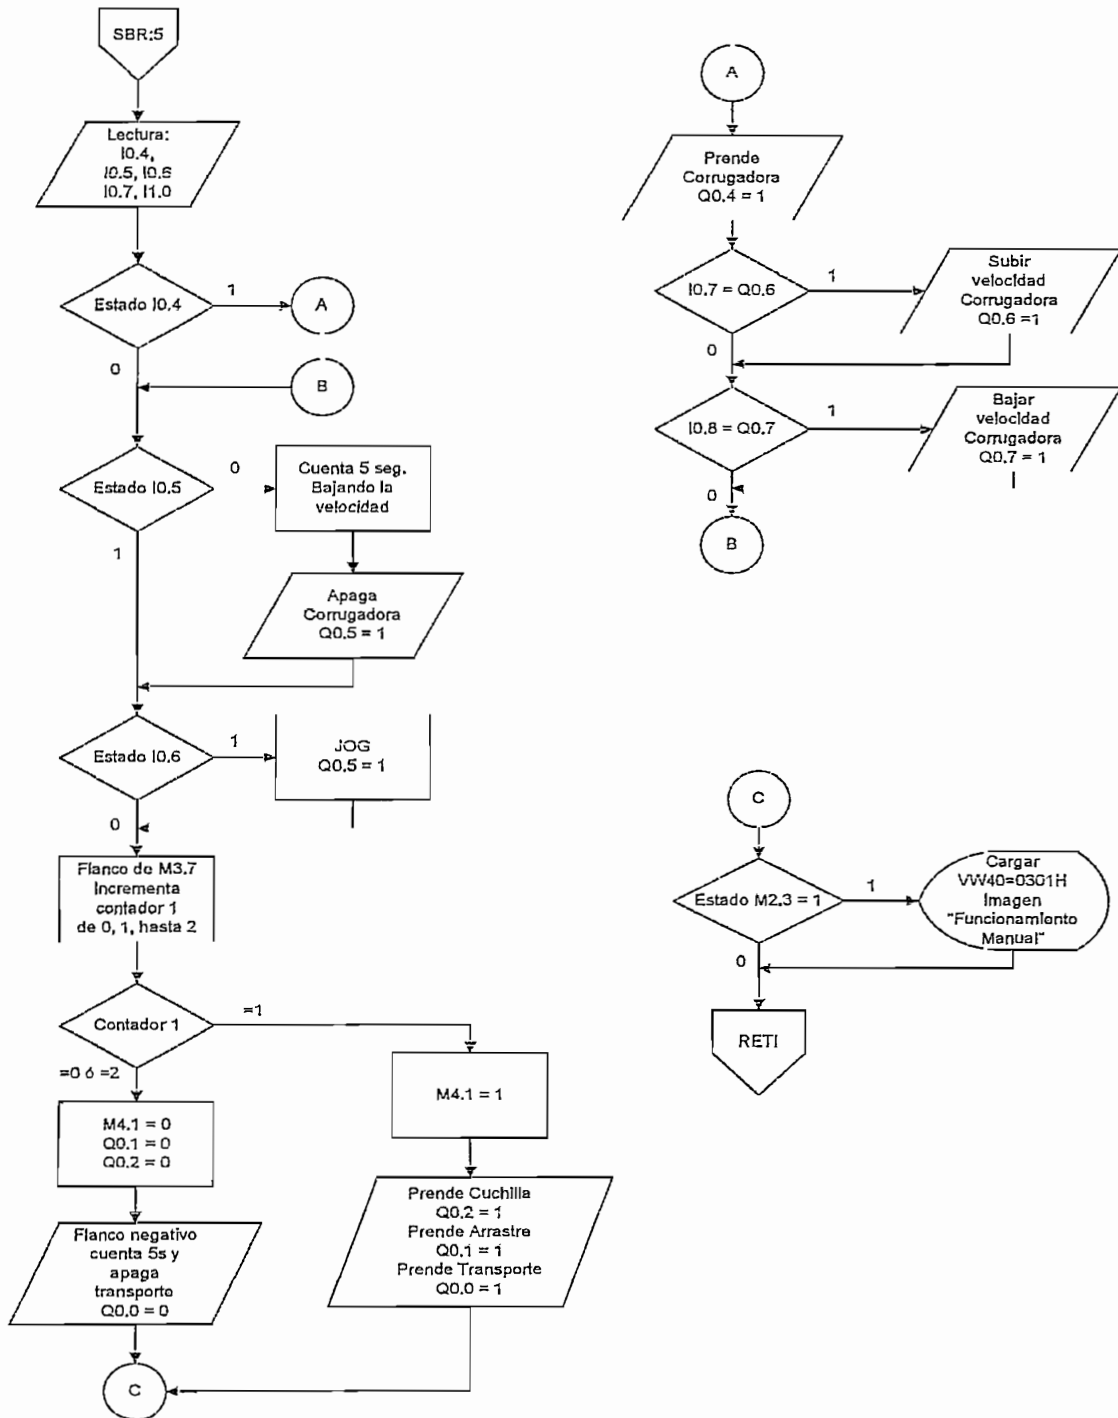 SBR:5
Lectura:
I0.4,
I0.5, I0.6
I0.7, I1.0
Estado I0.4
1
A
0
B
Estado I0.5
0
Cuenta 5 seg.
Bajando la
velocidad
1
Apaga
Corrugadora
Q0.5 = 1
Estado I0.6
1
JOG
Q0.5 = 1
0
Flanco de M3.7
Incrementa
contador 1
de 0, 1, hasta 2
Contador 1
=1
=0 ó =2
M4.1 = 0
Q0.1 = 0
Q0.2 = 0
M4.1 = 1
Flanco negativo
cuenta 5s y
apaga
transporte
Q0.0 = 0
Prende Cuchilla
Q0.2 = 1
Prende Arrastre
Q0.1 = 1
Prende Transporte
Q0.0 = 1
C
A
Prende
Corrugadora
Q0.4 = 1
I0.7 = Q0.6
1
Subir
velocidad
Corrugadora
Q0.6 =1
0
I0.8 = Q0.7
1
Bajar
velocidad
Corrugadora
Q0.7 = 1
0
B
C
Estado M2.3 = 1
1
Cargar
VW40=0301H
Imagen
"Funcionamiento
Manual"
0
RETI